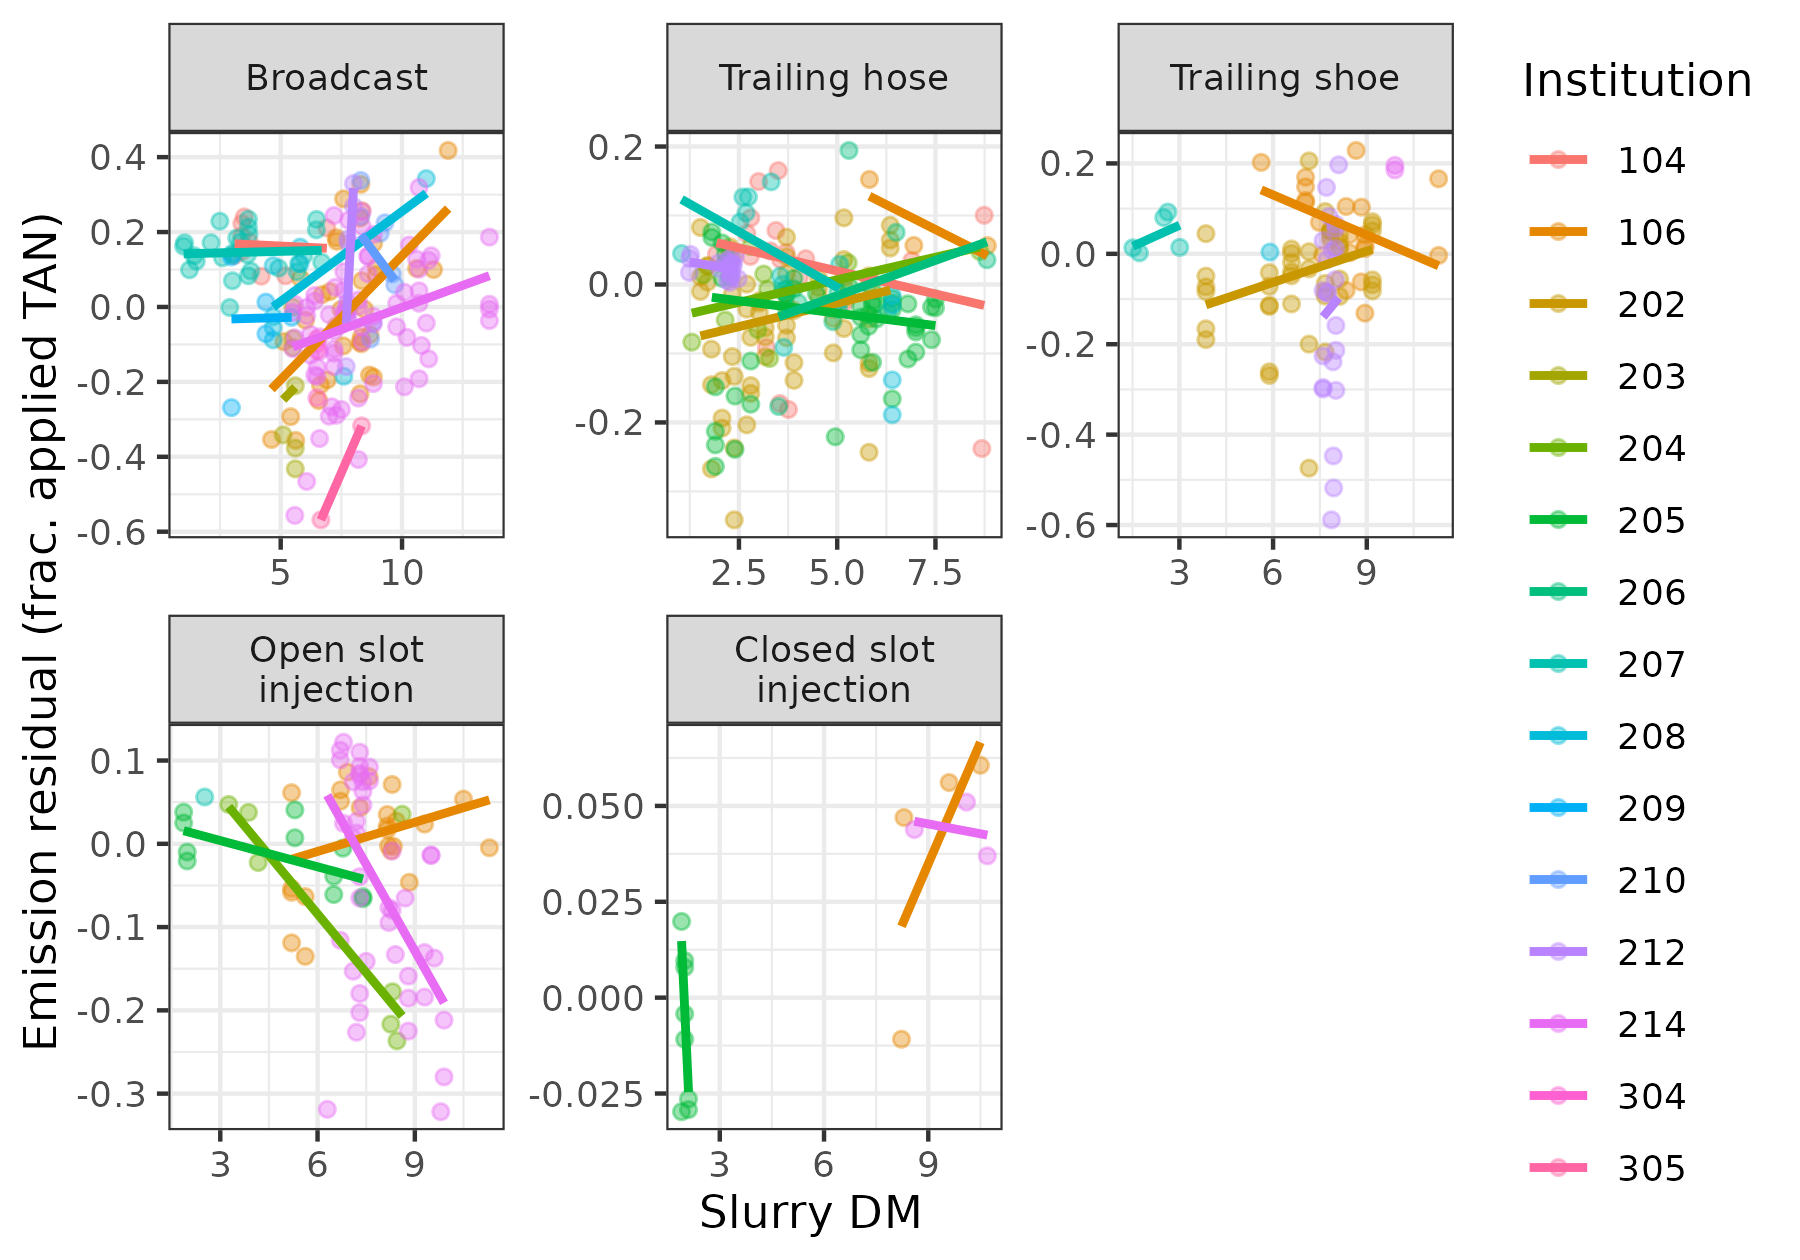 Broadcast
Trailing hose
Trailing shoe
Institution
104
106
202
203
204
205
206
207
208
209
210
212
214
304
305
Emission residual (frac. applied TAN)
0.4
0.2
0.0
-0.2
-0.4
-0.6
5 10
0.2
0.0
-0.2
2.5 5.0 7.5
0.2
0.0
-0.2
-0.4
-0.6
3 6 9
Open slot
injection
0.1
0.0
-0.1
-0.2
-0.3
3 6 9
Closed slot
injection
0.050
0.025
0.000
-0.025
3 6 9
Slurry DM